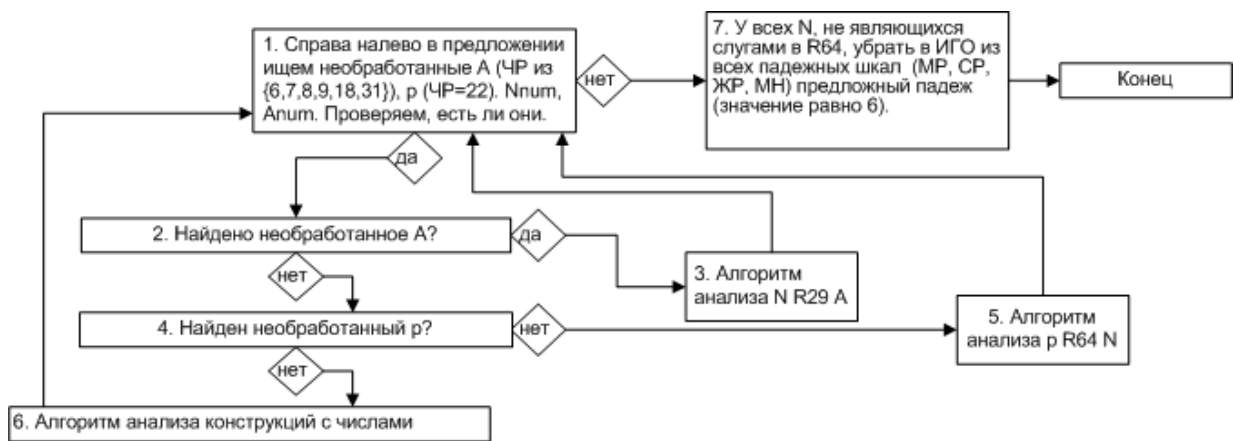 1. Справа налево в предложении
ищем необработанные A (ЧР из
{6,7,8,9,18,31}), p (ЧР=22). Nnum,
Anum. Проверяем, есть ли они.
нет
7. У всех N, не являющихся
слугами в R64, убрать в ИГО из
всех падежных шкал (МР, СР,
ЖР, МН) предложный падеж
(значение равно 6).
Конец
да
2. Найдено необработанное A?
да
3. Алгоритм
анализа N R29 A
нет
4. Найден необработанный p?
нет
5. Алгоритм
анализа p R64 N
нет
6. Алгоритм анализа конструкций с числами